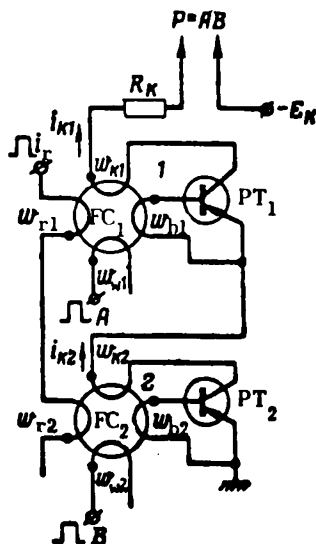 P=AB
R_K
-E_K
i_K1
i_r
w_K1
1
PT_1
w_r1
FC_1
w_b1
w_w1
A
i_K2
w_K2
2
PT_2
w_r2
FC_2
w_b2
w_w2
B